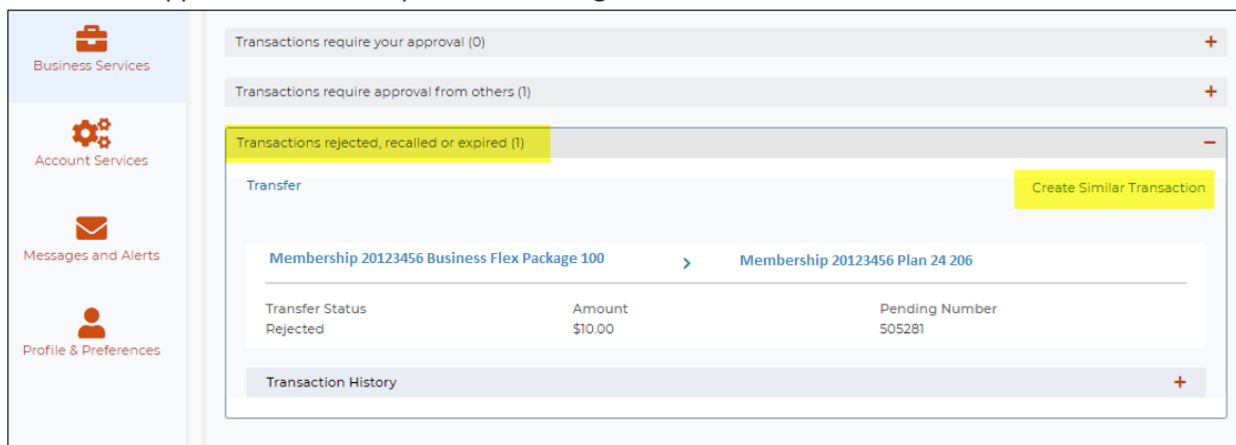 Business Services
Account Services
Messages and Alerts
Profile & Preferences
Transactions require your approval (0) +
Transactions require approval from others (1) +
Transactions rejected, recalled or expired (1) −
Transfer Create Similar Transaction
Membership 20123456 Business Flex Package 100 > Membership 20123456 Plan 24 206
Transfer Status Amount Pending Number
Rejected $10.00 505281
Transaction History +